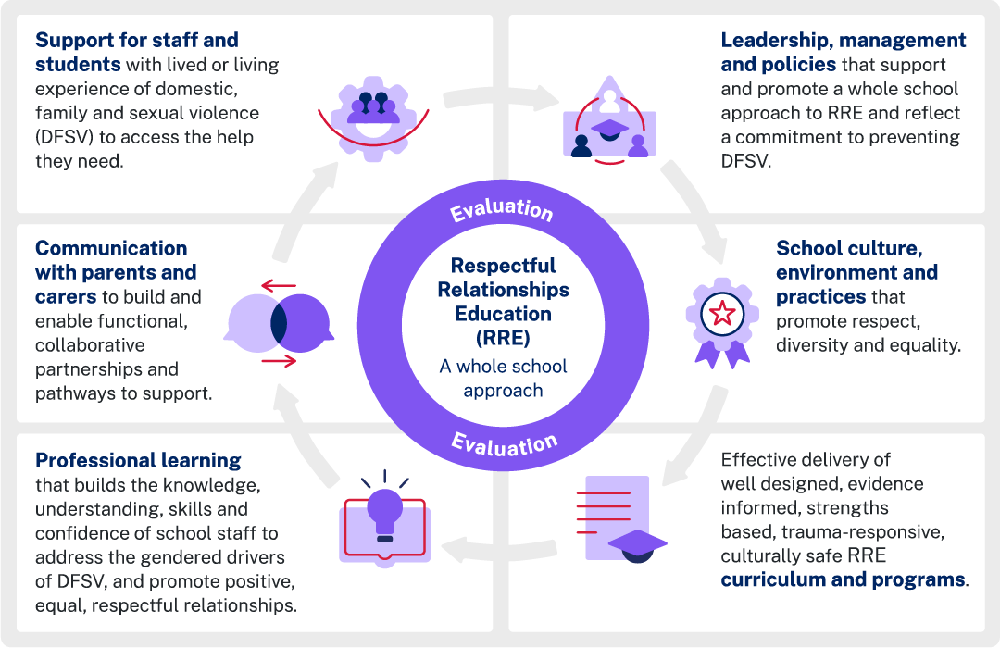 Support for staff and
students with lived or living
experience of domestic,
family and sexual violence
(DFSV) to access the help
they need.
Leadership, management
and policies that support
and promote a whole school
approach to RRE and reflect
a commitment to preventing
DFSV.
Evaluation
Respectful
Relationships
Education
(RRE)
A whole school
approach
Evaluation
Communication
with parents and
carers to build and
enable functional,
collaborative
partnerships and
pathways to support.
School culture,
environment and
practices that
promote respect,
diversity and equality.
Professional learning
that builds the knowledge,
understanding, skills and
confidence of school staff to
address the gendered drivers
of DFSV, and promote positive,
equal, respectful relationships.
Effective delivery of
well designed, evidence
informed, strengths
based, trauma-responsive,
culturally safe RRE
curriculum and programs.